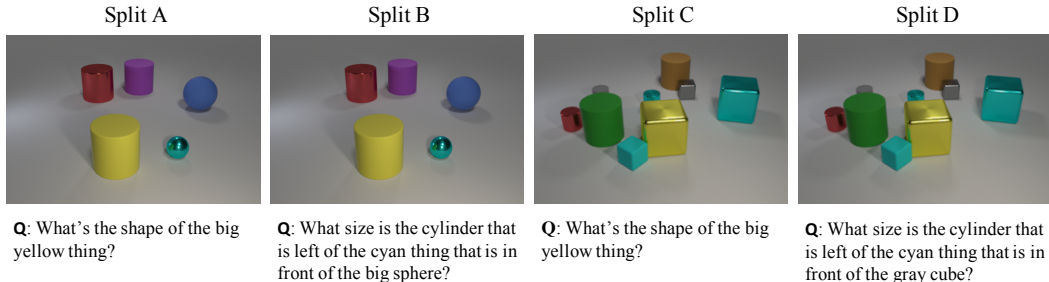 Split A
Split B
Split C
Split D
Q: What's the shape of the big
yellow thing?
Q: What size is the cylinder that
is left of the cyan thing that is in
front of the big sphere?
Q: What's the shape of the big
yellow thing?
Q: What size is the cylinder that
is left of the cyan thing that is in
front of the gray cube?